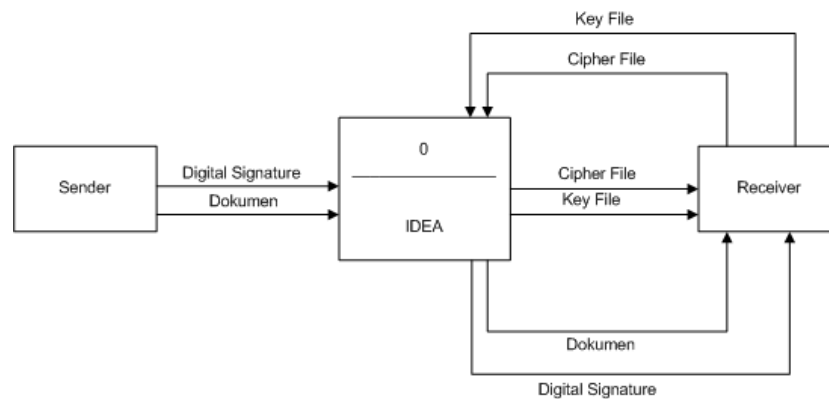 Key File
Cipher File
0
Digital Signature
Cipher File
Sender
Receiver
Dokumen
Key File
IDEA
Dokumen
Digital Signature